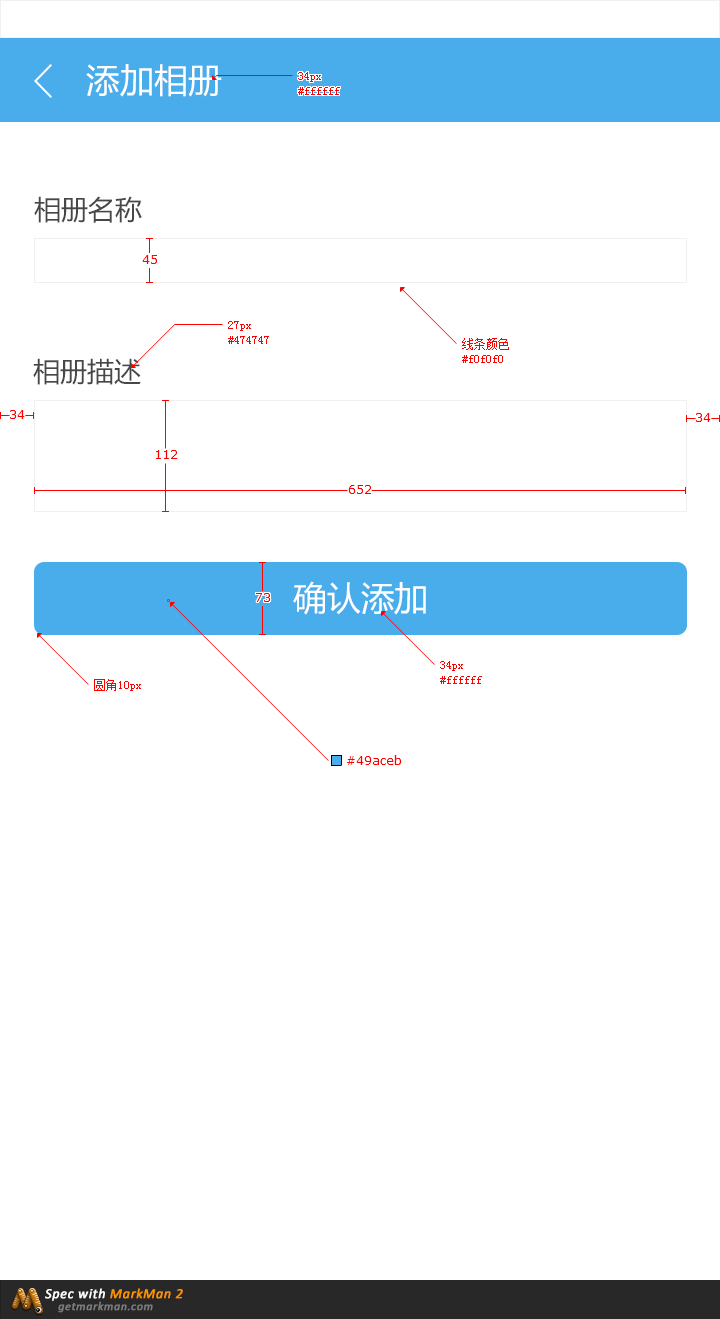 添加相册
34px
#ffffff
相册名称
45
27px
#474747
线条颜色
#f0f0f0
相册描述
34
34
112
652
73
确认添加
34px
#ffffff
圆角10px
#49aceb
Spec with MarkMan 2
getmarkman.com